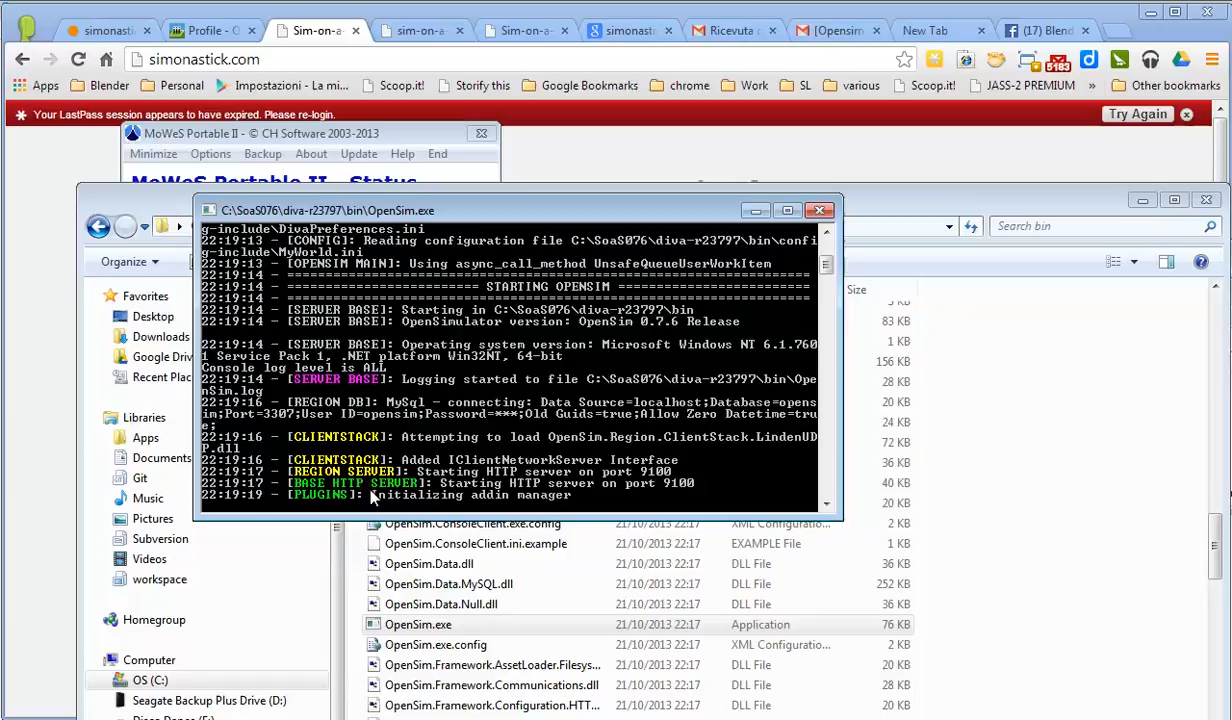 simonasti
Profile - O
Sim-on-a-
sim-on-a-
Sim-on-a-
simonasti
Ricevuta c
[Opensim
New Tab
(17) Blend
simonastick.com
5183
Apps
Blender
Personal
Impostazioni - La mi...
Scoop.it!
Storify this
Google Bookmarks
chrome
Work
SL
various
Scoop.it!
JASS-2 PREMIUM
»
Other bookmarks
Your LastPass session appears to have expired. Please re-login.
Try Again
MoWeS Portable II - © CH Software 2003-2013
Minimize
Options
Backup
About
Update
Help
End
MoWeS Portable II - Status
C:\SoaS076\diva-r23797\bin\OpenSim.exe
g-include\DivaPreferences.ini
22:19:13 - [CONFIG]: Reading configuration file C:\SoaS076\diva-r23797\bin\confi
g-include\MyWorld.ini
22:19:13 - [OPENSIM MAIN]: Using async_call_method UnsafeQueueUserWorkItem
22:19:14 - ====================================================================
22:19:14 - ========================= STARTING OPENSIM =========================
22:19:14 - ====================================================================
22:19:14 - [SERVER BASE]: Starting in C:\SoaS076\diva-r23797\bin
22:19:14 - [SERVER BASE]: OpenSimulator version: OpenSim 0.7.6 Release
22:19:14 - [SERVER BASE]: Operating system version: Microsoft Windows NT 6.1.760
1 Service Pack 1, .NET platform Win32NT, 64-bit
Console log level is ALL
22:19:14 - [SERVER BASE]: Logging started to file C:\SoaS076\diva-r23797\bin\Ope
nSim.log
22:19:16 - [REGION DB]: MySql - connecting: Data Source=localhost;Database=opens
im;Port=3307;User ID=opensim;Password=***;Old Guids=true;Allow Zero Datetime=tru
e;
22:19:16 - [CLIENTSTACK]: Attempting to load OpenSim.Region.ClientStack.LindenUD
P.dll
22:19:16 - [CLIENTSTACK]: Added IClientNetworkServer Interface
22:19:17 - [REGION SERVER]: Starting HTTP server on port 9100
22:19:17 - [BASE HTTP SERVER]: Starting HTTP server on port 9100
22:19:19 - [PLUGINS]: Initializing addin manager
Search bin
Organize
Size
Favorites
Desktop
Downloads
Google Driv
Recent Plac
Libraries
Apps
Documents
Git
Music
Pictures
Subversion
Videos
workspace
Homegroup
Computer
OS (C:)
Seagate Backup Plus Drive (D:)
83 KB
1 KB
156 KB
28 KB
20 KB
24 KB
72 KB
42 KB
36 KB
20 KB
OpenSim.ConsoleClient.exe.config 21/10/2013 22:17 XML Configuratio... 1 KB
OpenSim.ConsoleClient.ini.example 21/10/2013 22:17 EXAMPLE File 1 KB
OpenSim.Data.dll 21/10/2013 22:17 DLL File 36 KB
OpenSim.Data.MySQL.dll 21/10/2013 22:17 DLL File 252 KB
OpenSim.Data.Null.dll 21/10/2013 22:17 DLL File 36 KB
OpenSim.exe 21/10/2013 22:17 Application 76 KB
OpenSim.exe.config 21/10/2013 22:17 XML Configuratio... 2 KB
OpenSim.Framework.AssetLoader.Filesys... 21/10/2013 22:17 DLL File 20 KB
OpenSim.Framework.Communications.dll 21/10/2013 22:17 DLL File 28 KB
OpenSim.Framework.Configuration.HTT... 21/10/2013 22:17 DLL File 20 KB